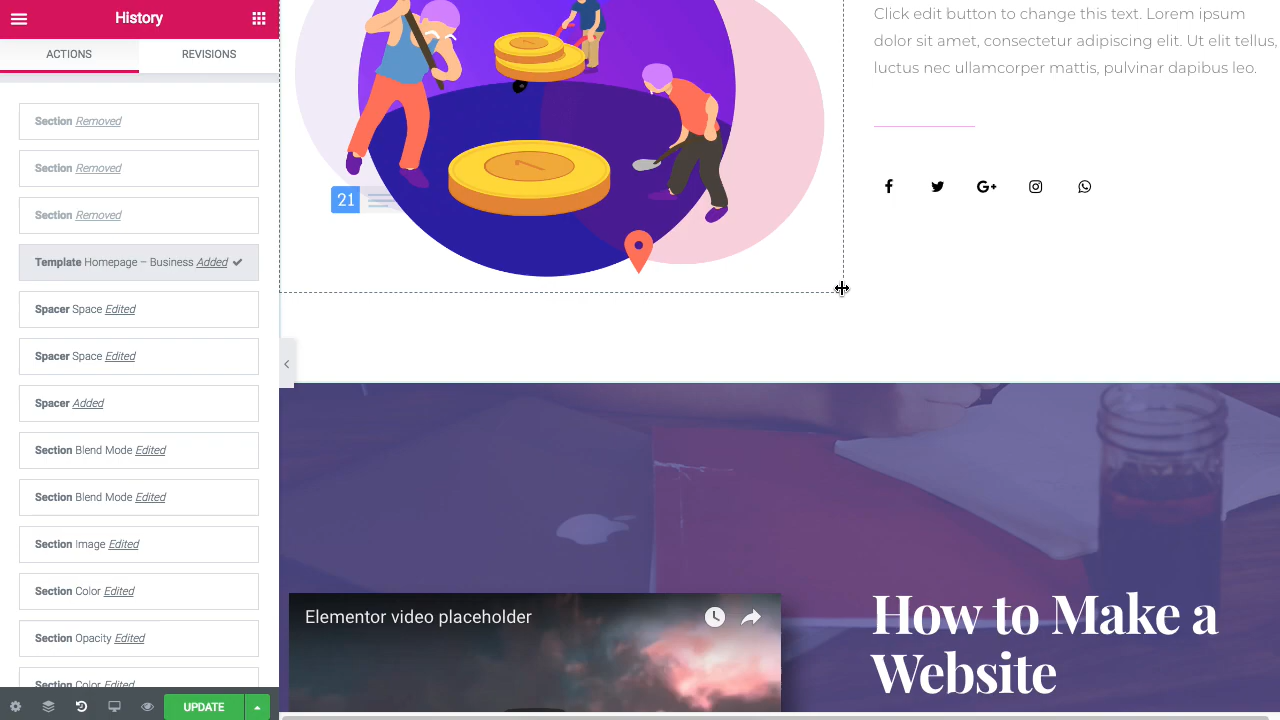 History
ACTIONS
REVISIONS
Section Removed
Section Removed
Section Removed
Template Homepage – Business Added
Spacer Space Edited
Spacer Space Edited
Spacer Added
Section Blend Mode Edited
Section Blend Mode Edited
Section Image Edited
Section Color Edited
Section Opacity Edited
Section Color Edited
UPDATE
21
Click edit button to change this text. Lorem ipsum
dolor sit amet, consectetur adipiscing elit. Ut elit tellus,
luctus nec ullamcorper mattis, pulvinar dapibus leo.
Elementor video placeholder
How to Make a
Website